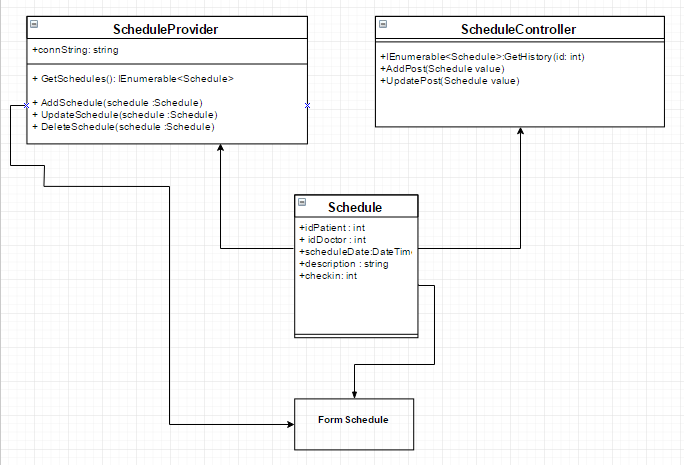 ScheduleProvider
+connString: string
+ GetSchedules(): IEnumerable<Schedule>
+ AddSchedule(schedule :Schedule)
+ UpdateSchedule(schedule :Schedule)
+ DeleteSchedule(schedule :Schedule)
ScheduleController
+IEnumerable<Schedule>:GetHistory(id: int)
+AddPost(Schedule value)
+UpdatePost(Schedule value)
Schedule
+idPatient : int
+ idDoctor : int
+scheduleDate:DateTim
+description : string
+checkin: int
Form Schedule